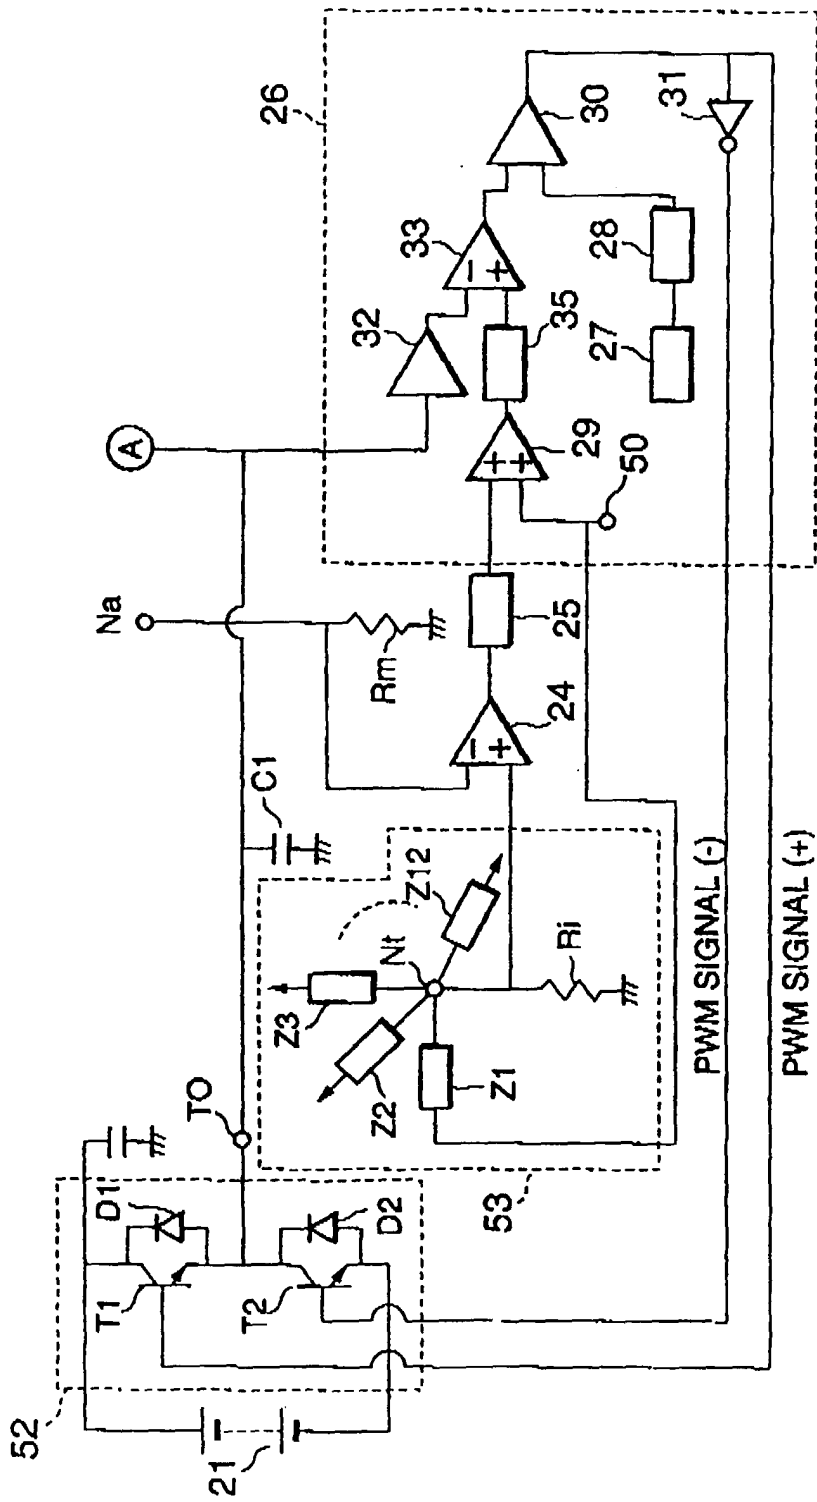 52
21
T1
D1
T2
D2
TO
C1
Na
A
26
53
Z1
Z2
Z3
Z12
Nt
Ri
Rm
24
−
+
25
29
+
+
50
35
32
33
−
+
27
28
30
31
PWM SIGNAL (-)
PWM SIGNAL (+)